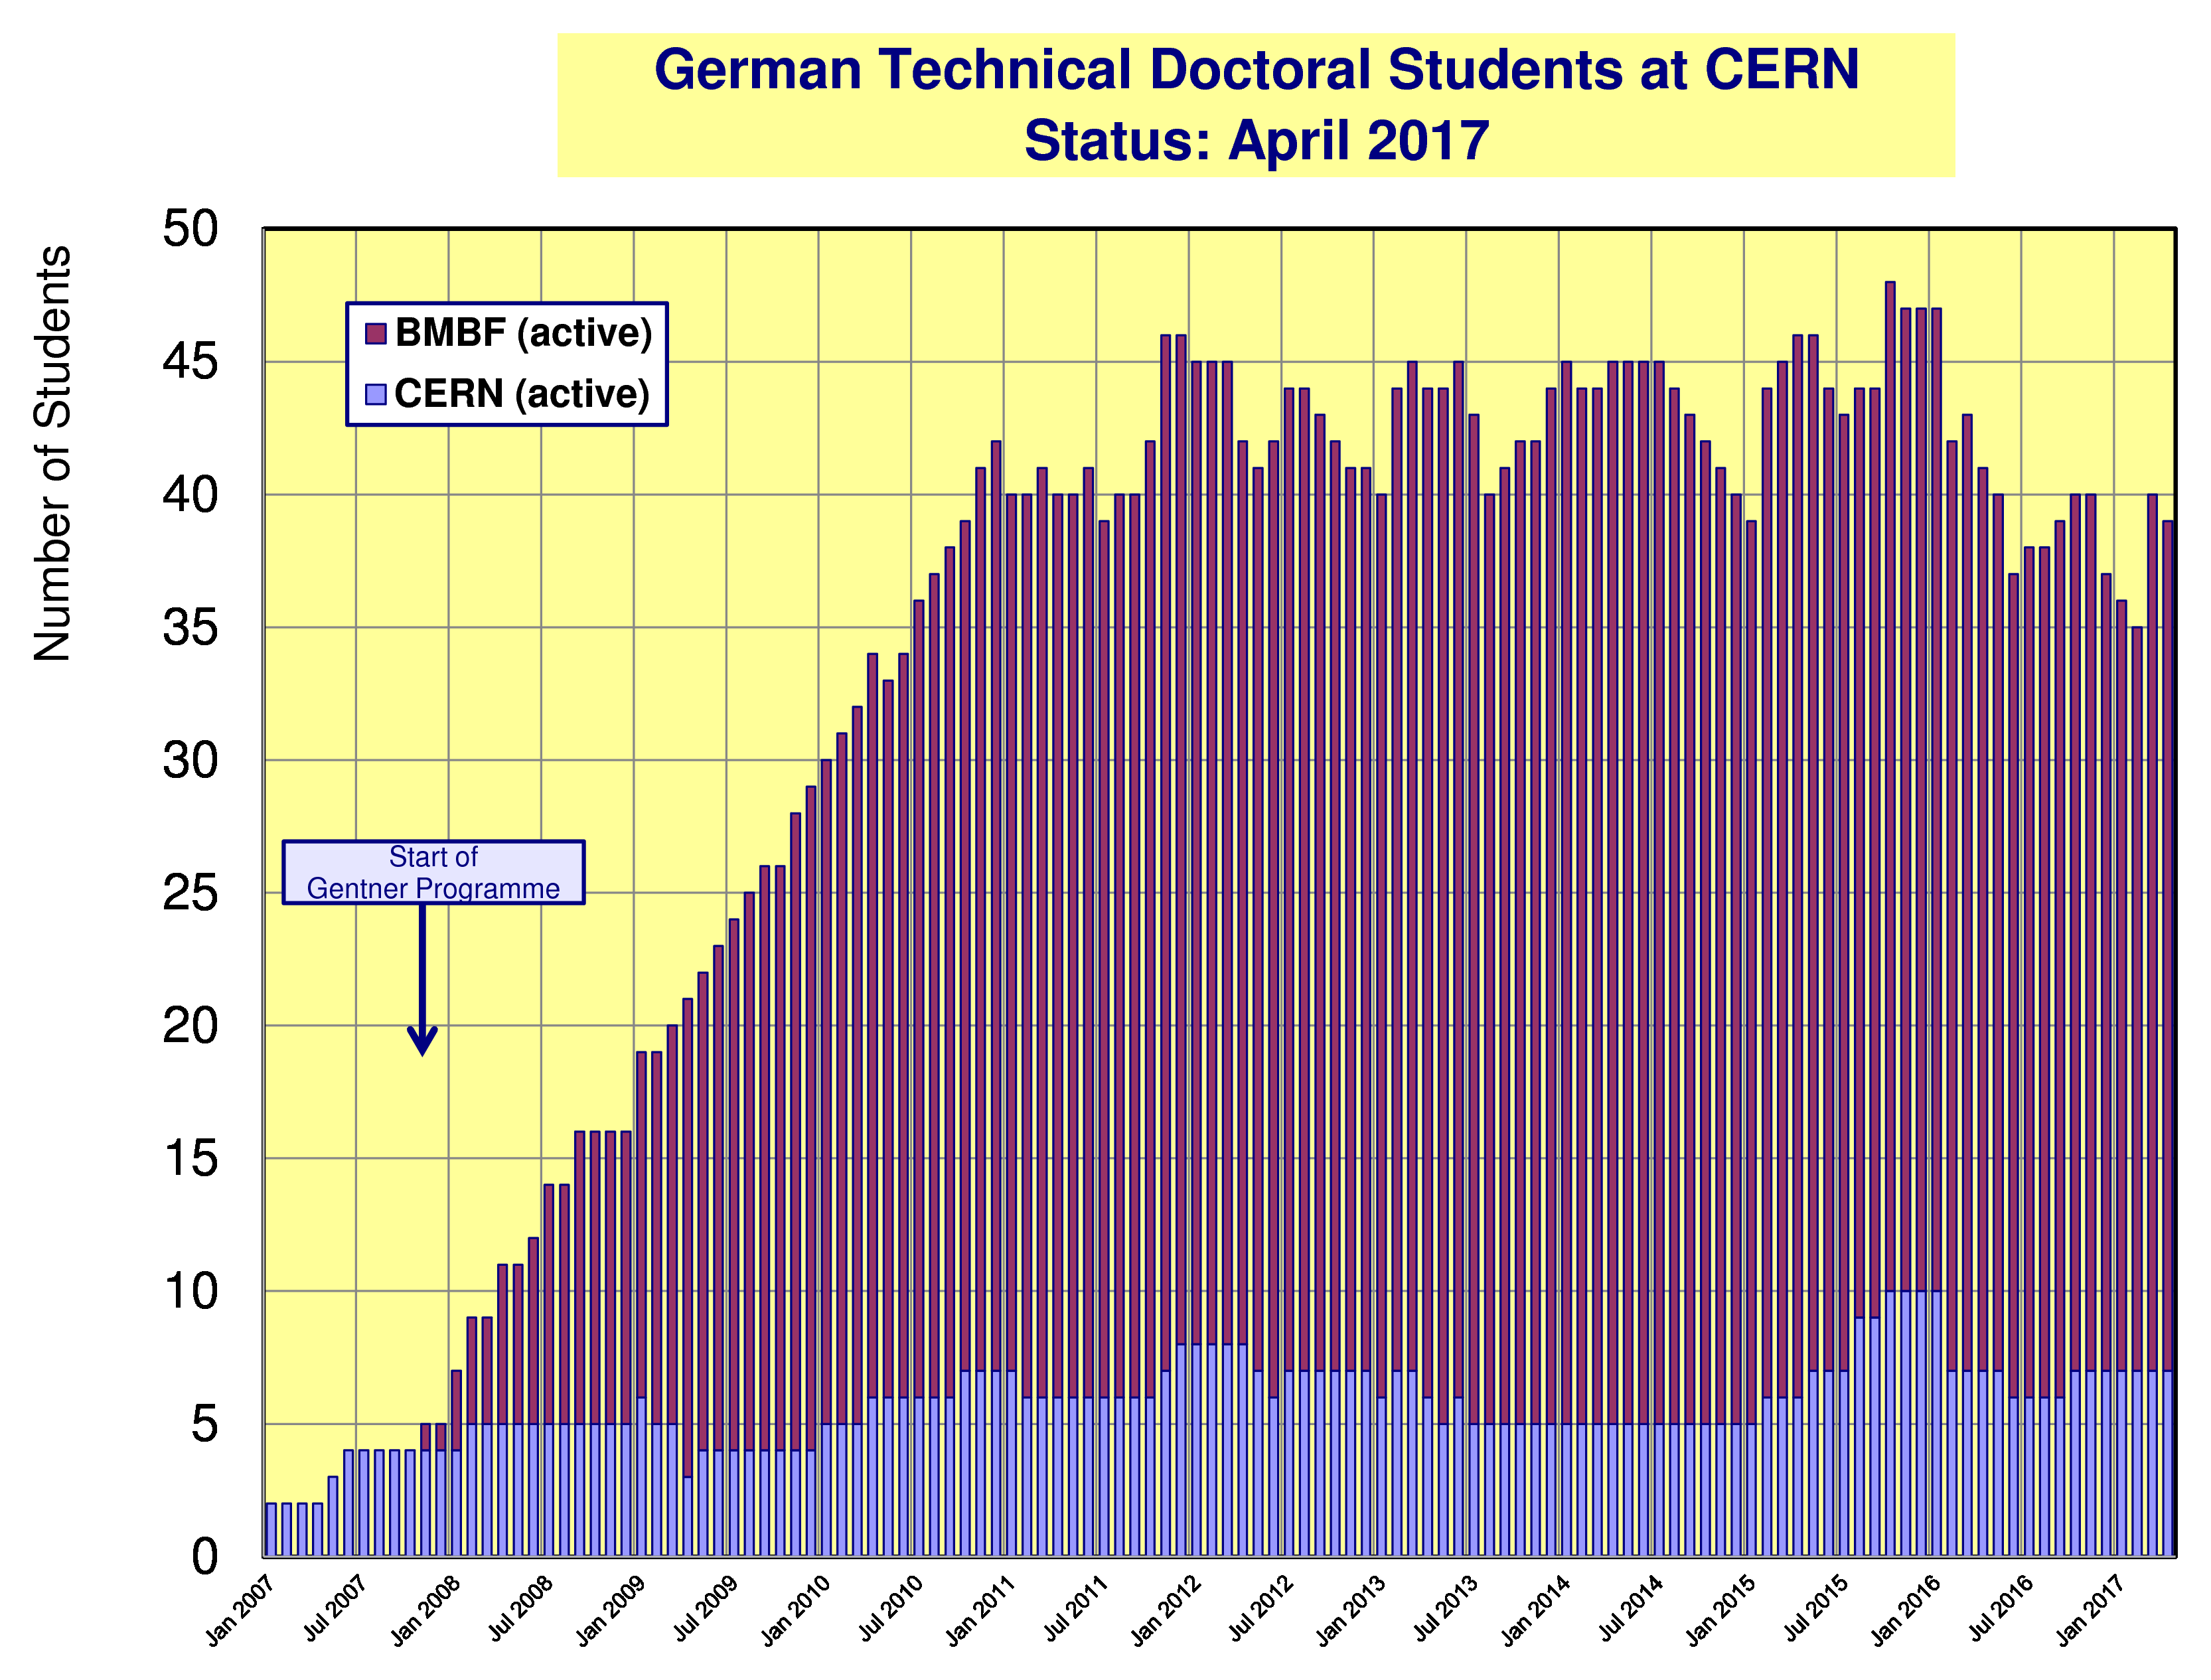 German Technical Doctoral Students at CERN
Status: April 2017
Number of Students
50
45
40
35
30
25
20
15
10
5
0
BMBF (active)
CERN (active)
Start of
Gentner Programme
Jan 2007
Jul 2007
Jan 2008
Jul 2008
Jan 2009
Jul 2009
Jan 2010
Jul 2010
Jan 2011
Jul 2011
Jan 2012
Jul 2012
Jan 2013
Jul 2013
Jan 2014
Jul 2014
Jan 2015
Jul 2015
Jan 2016
Jul 2016
Jan 2017